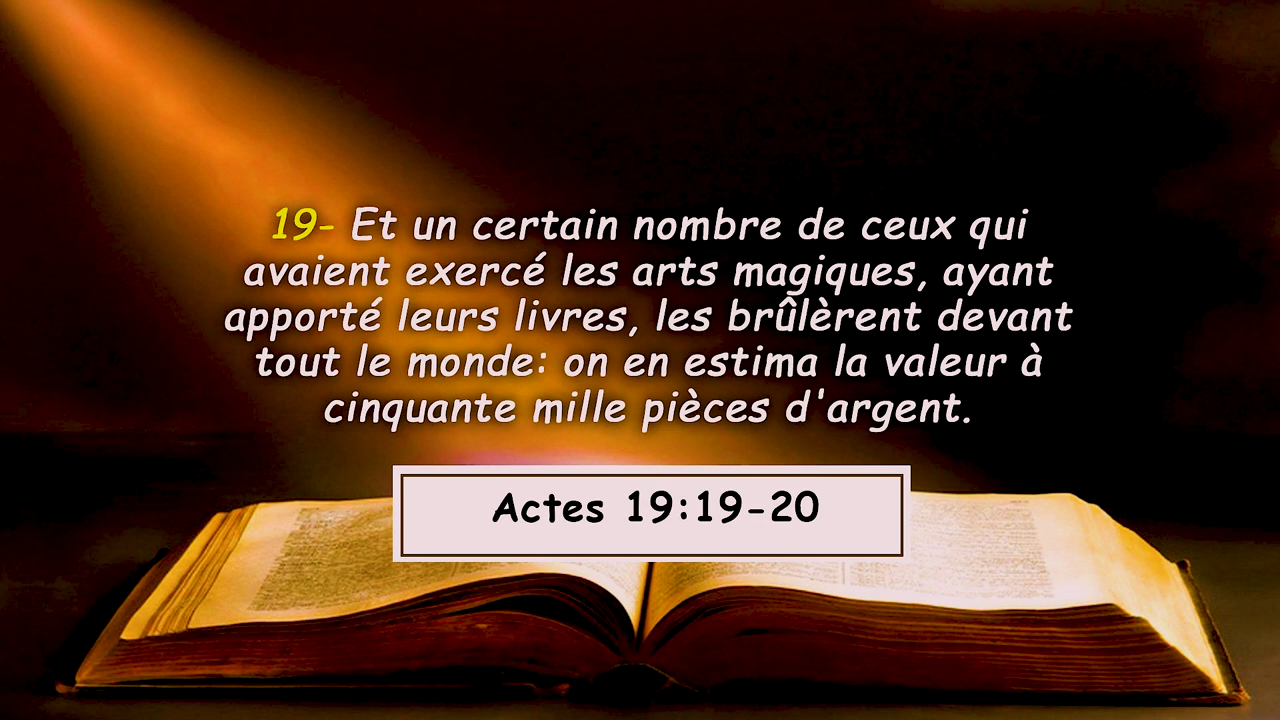 19- Et un certain nombre de ceux qui
avaient exercé les arts magiques, ayant
apporté leurs livres, les brûlèrent devant
tout le monde: on en estima la valeur à
cinquante mille pièces d'argent.
Actes 19:19-20